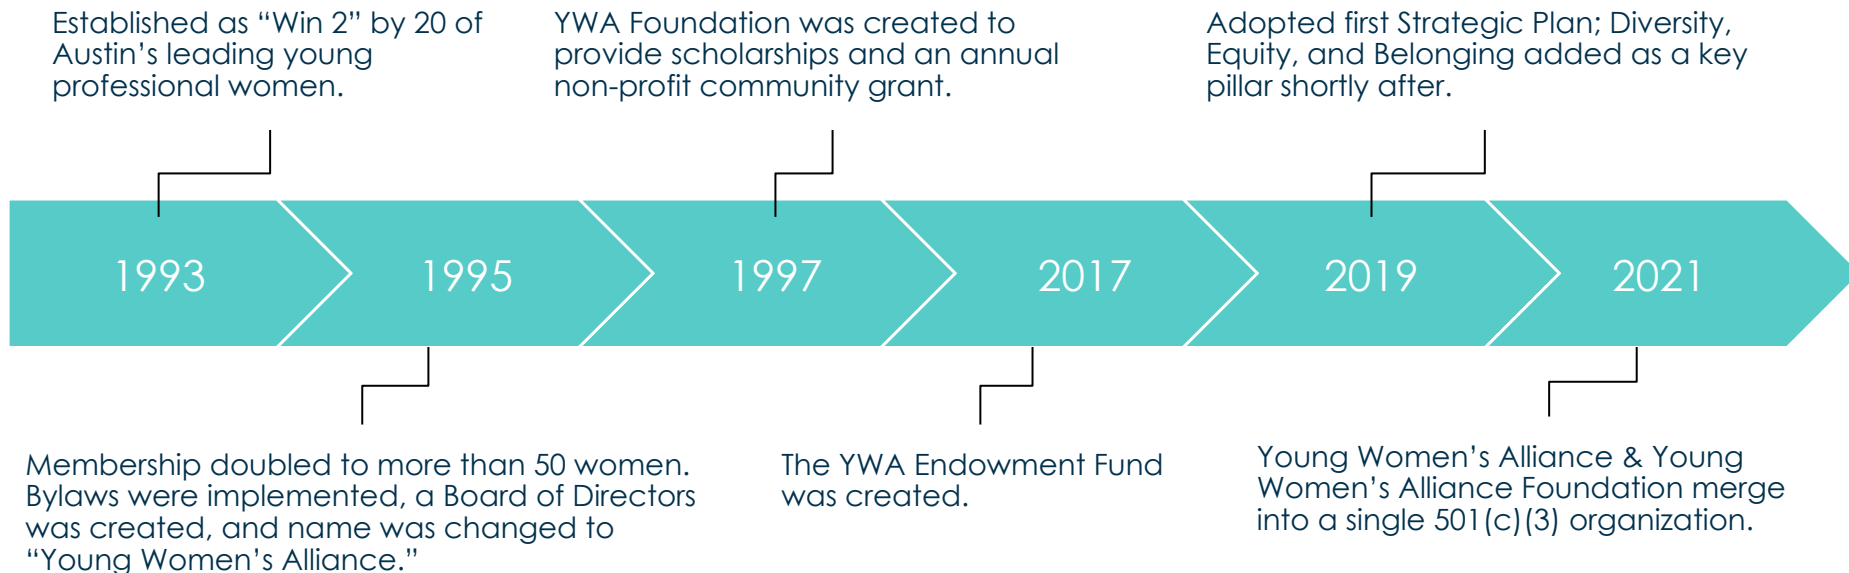 Established as “Win 2” by 20 of
Austin’s leading young
professional women.
YWA Foundation was created to
provide scholarships and an annual
non-profit community grant.
Adopted first Strategic Plan; Diversity,
Equity, and Belonging added as a key
pillar shortly after.
1993
1995
1997
2017
2019
2021
Membership doubled to more than 50 women.
Bylaws were implemented, a Board of Directors
was created, and name was changed to
“Young Women’s Alliance.”
The YWA Endowment Fund
was created.
Young Women’s Alliance & Young
Women’s Alliance Foundation merge
into a single 501(c)(3) organization.